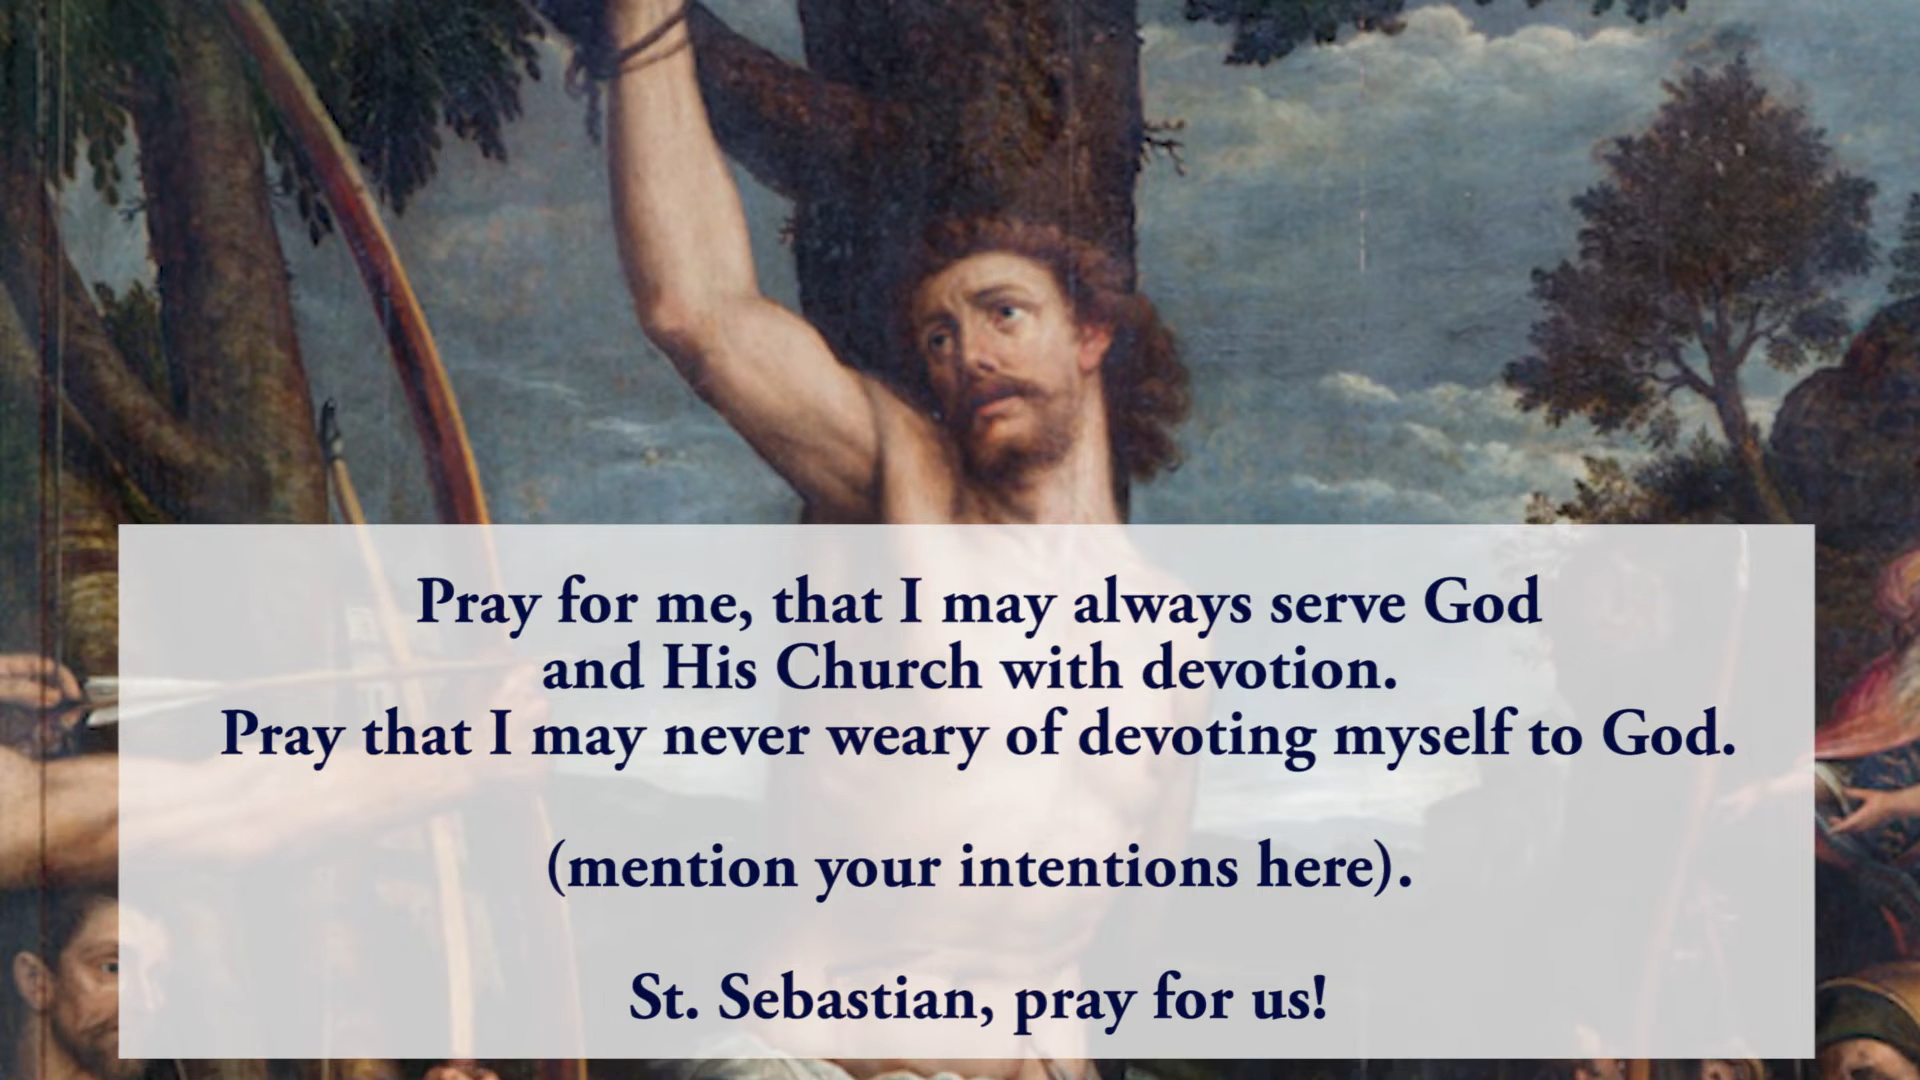 Pray for me, that I may always serve God
and His Church with devotion.
Pray that I may never weary of devoting myself to God.
(mention your intentions here).
St. Sebastian, pray for us!